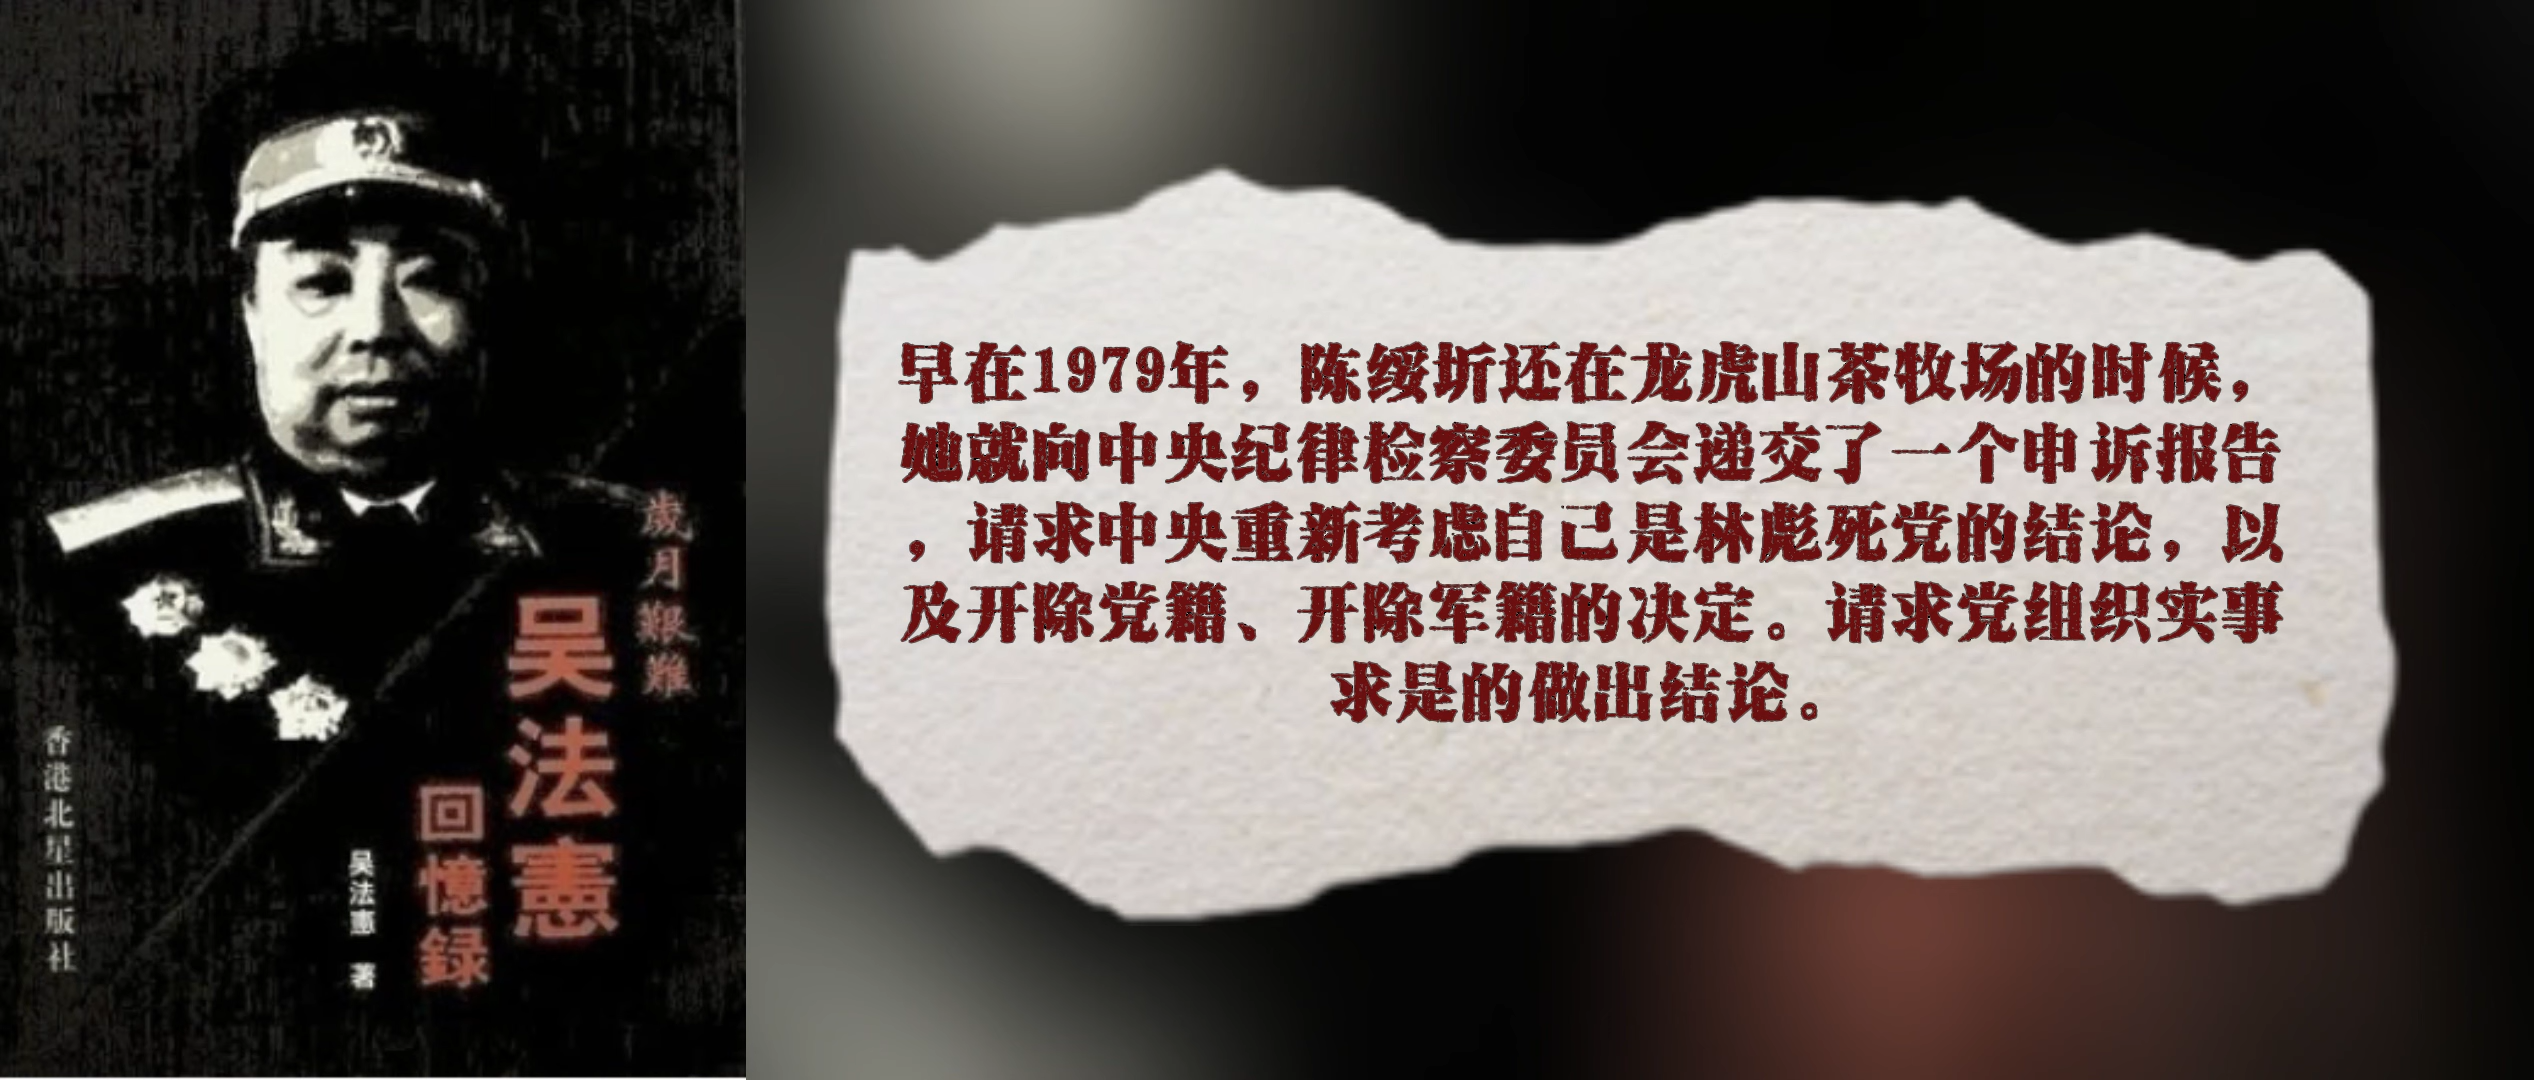 歲月艱難
吴法憲
回憶録
吴法憲 著
香港北星出版社
早在1979年，陈绥圻还在龙虎山茶牧场的时候，
她就向中央纪律检察委员会递交了一个申诉报告
，请求中央重新考虑自己是林彪死党的结论，以
及开除党籍、开除军籍的决定。请求党组织实事
求是的做出结论。